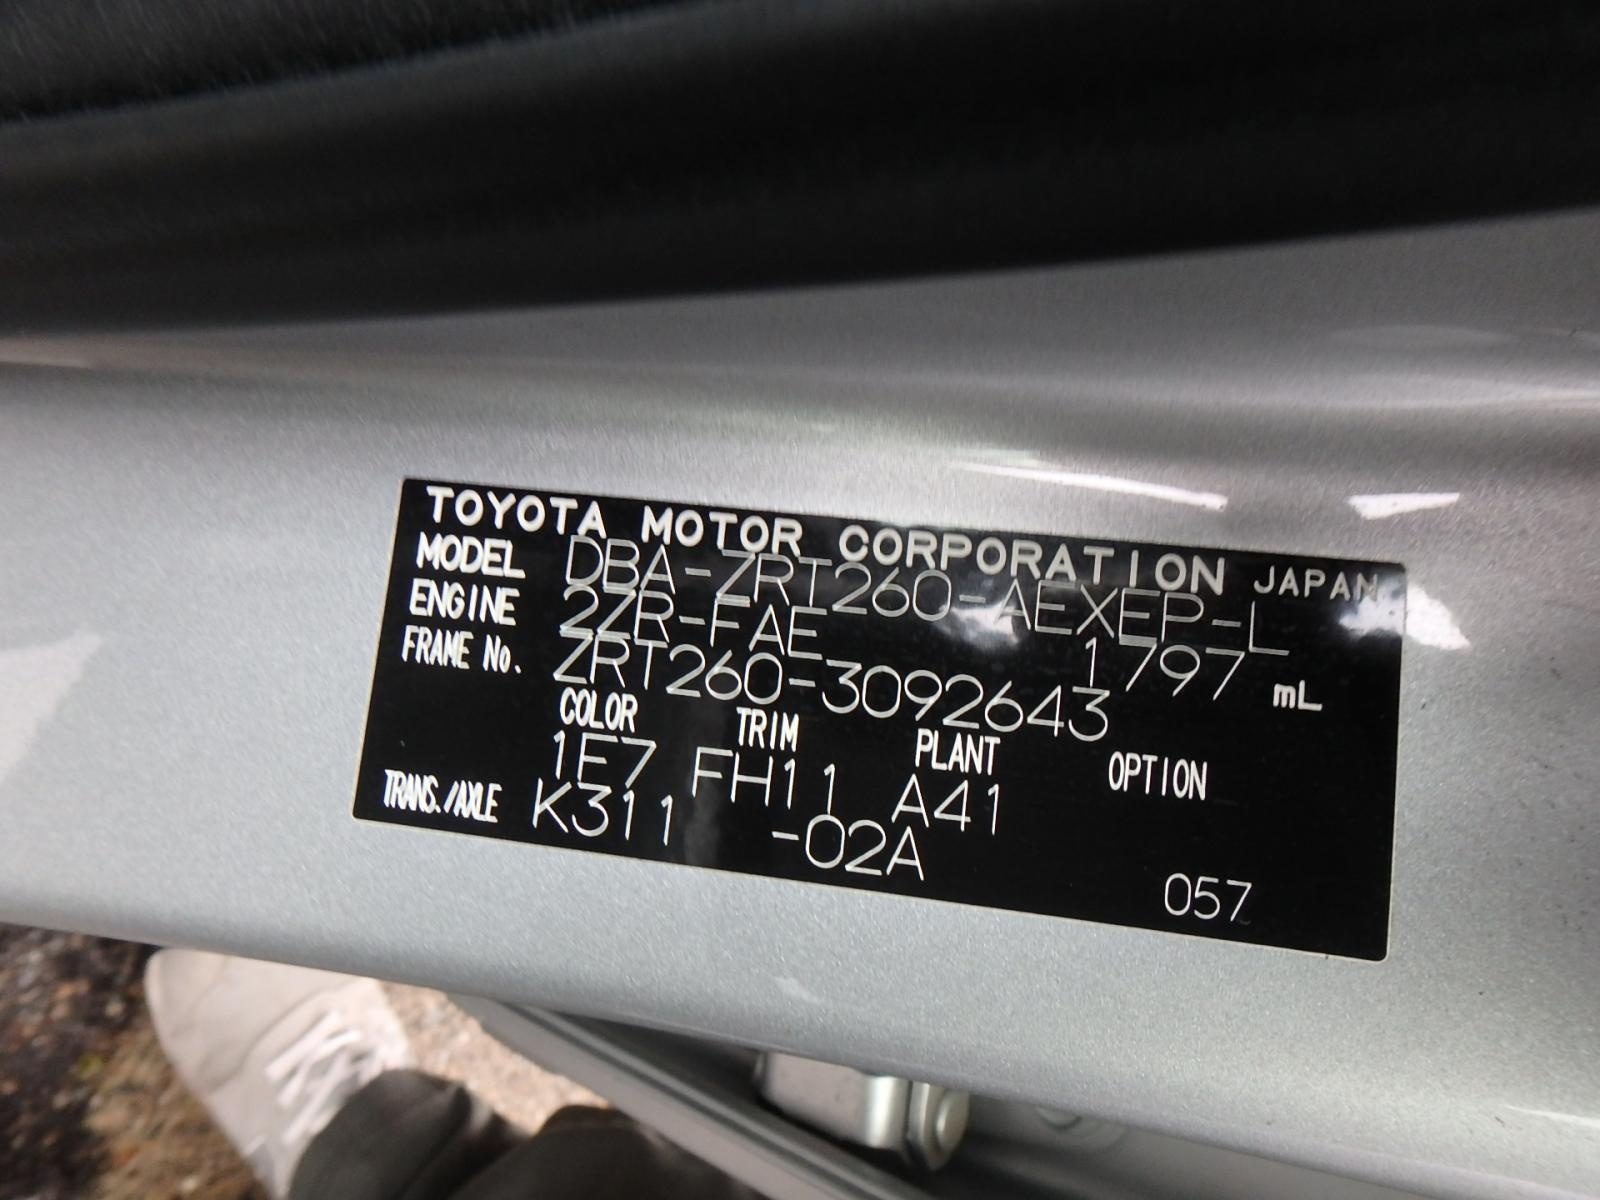 TOYOTA MOTOR CORPORATION JAPAN
MODEL DBA-ZRT260-AEXEP-L
ENGINE 2ZR-FAE 1797 mL
FRAME No. ZRT260-3092643
COLOR TRIM PLANT OPTION
1E7 FH11 A41
TRANS./AXLE K311 -02A
057